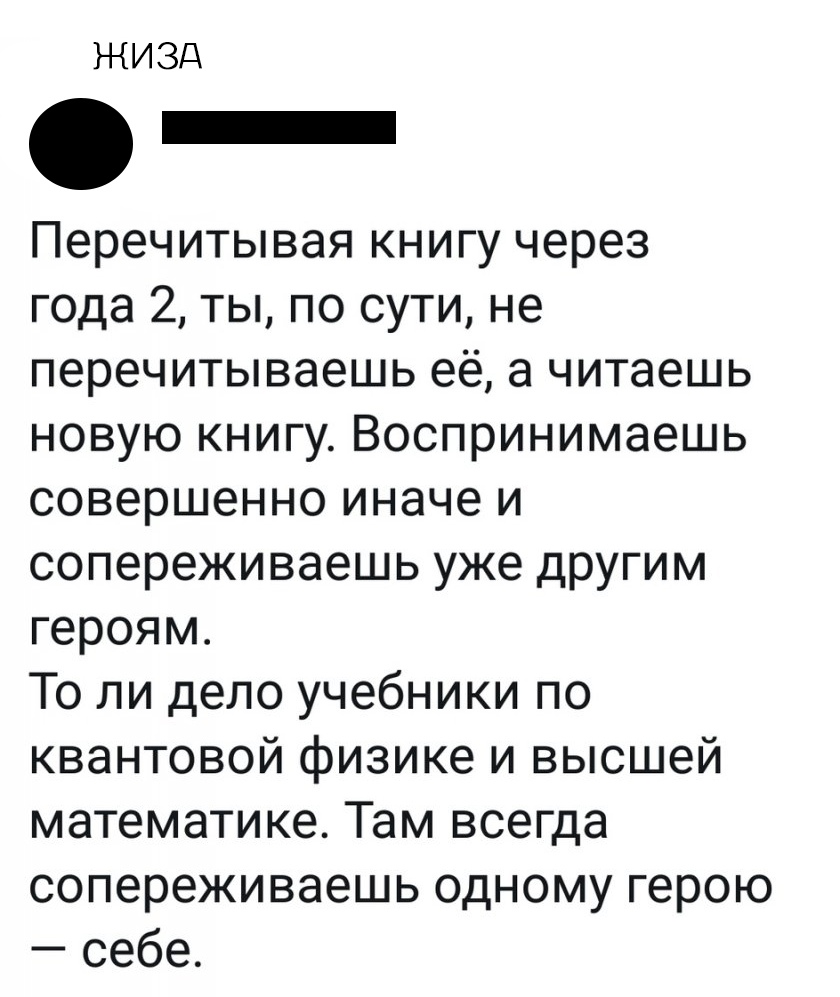 ЖИЗА
Перечитывая книгу через
года 2, ты, по сути, не
перечитываешь её, а читаешь
новую книгу. Воспринимаешь
совершенно иначе и
сопереживаешь уже другим
героям.
То ли дело учебники по
квантовой физике и высшей
математике. Там всегда
сопереживаешь одному герою
— себе.